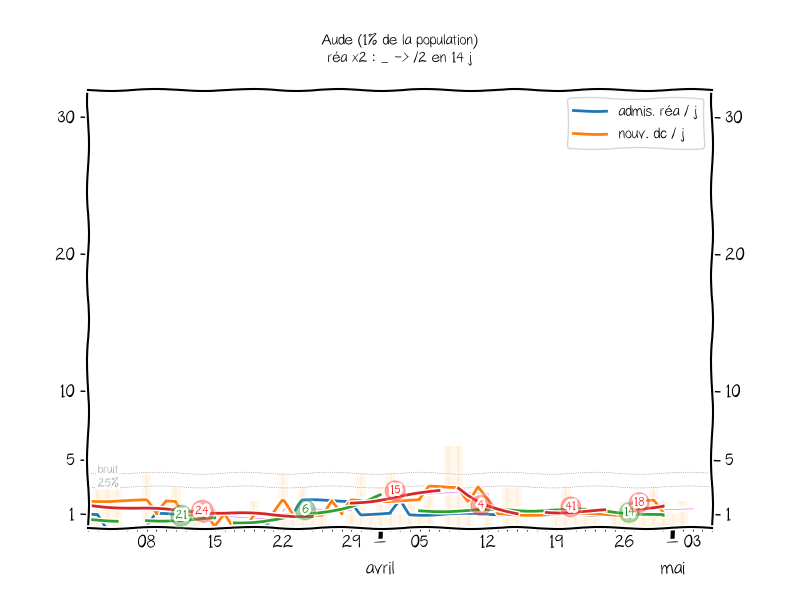 Aude (1% de la population)
réa x2 : _ -> /2 en 14 j
30 30
admis. réa / j
nouv. dc / j
20 20
10 10
5 5
bruit
25%
15
18
21 24 6 4 41 14
1 1
08 15 22 29 1 05 12 19 26 1 03
avril mai